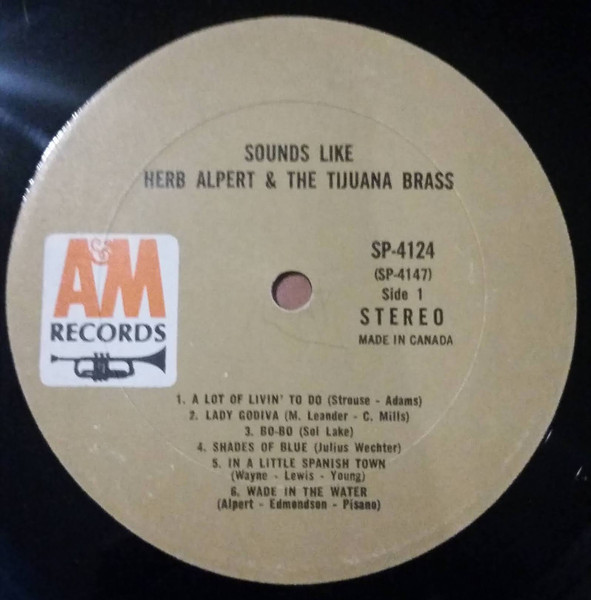 SOUNDS LIKE
HERB ALPERT & THE TIJUANA BRASS
A&M
RECORDS
SP-4124
(SP-4147)
Side 1
STEREO
MADE IN CANADA
1. A LOT OF LIVIN' TO DO (Strouse - Adams)
2. LADY GODIVA (M. Leander - C. Mills)
3. BO-BO (Sol Lake)
4. SHADES OF BLUE (Julius Wechter)
5. IN A LITTLE SPANISH TOWN
(Wayne - Lewis - Young)
6. WADE IN THE WATER
(Alpert - Edmondson - Pisano)